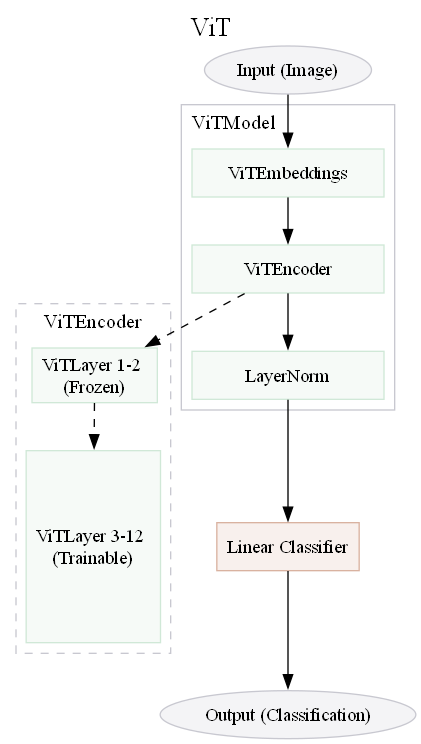 ViT
Input (Image)
ViTModel
ViTEmbeddings
ViTEncoder
ViTEncoder
ViTLayer 1-2
(Frozen)
LayerNorm
ViTLayer 3-12
(Trainable)
Linear Classifier
Output (Classification)